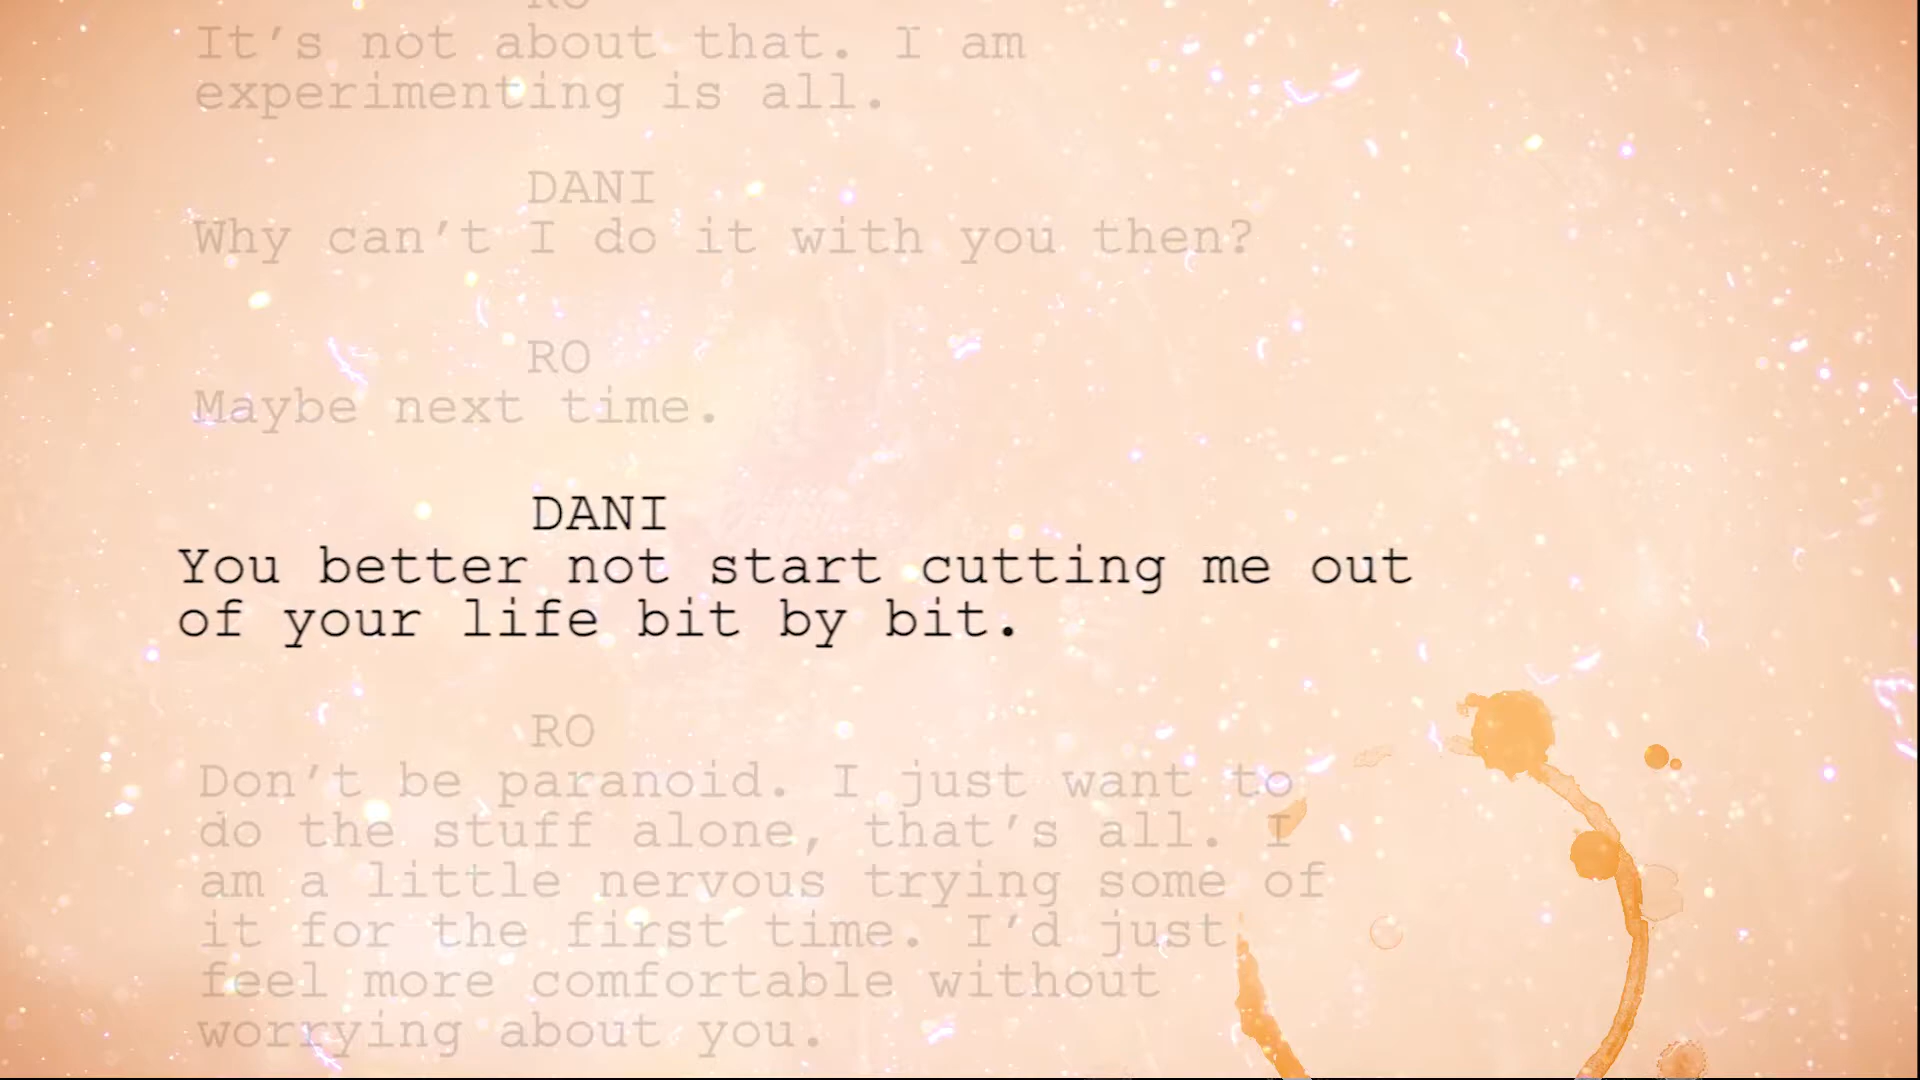 RO
It’s not about that. I am
experimenting is all.
DANI
Why can’t I do it with you then?
RO
Maybe next time.
DANI
You better not start cutting me out
of your life bit by bit.
RO
Don’t be paranoid. I just want to
do the stuff alone, that’s all. I
am a little nervous trying some of
it for the first time. I’d just
feel more comfortable without
worrying about you.